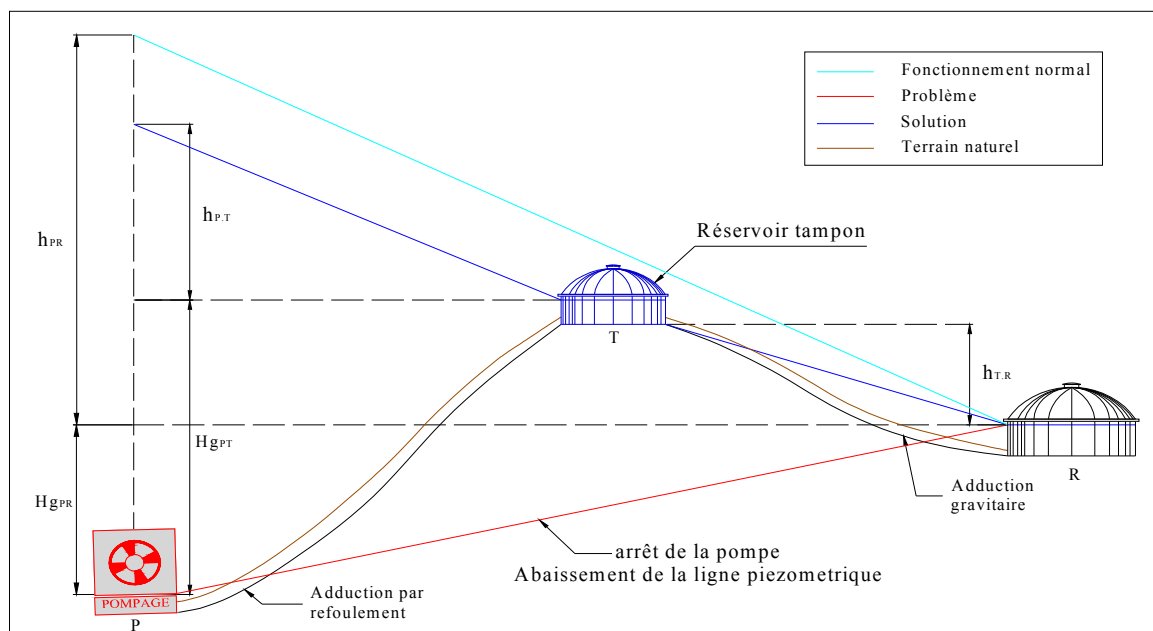 Fonctionnement normal
Problème
Solution
Terrain naturel
hPR
hP.T
Réservoir tampon
T
hT.R
HgPT
HgPR
R
Adduction
gravitaire
arrêt de la pompe
Abaissement de la ligne piezometrique
POMPAGE
P
Adduction par
refoulement